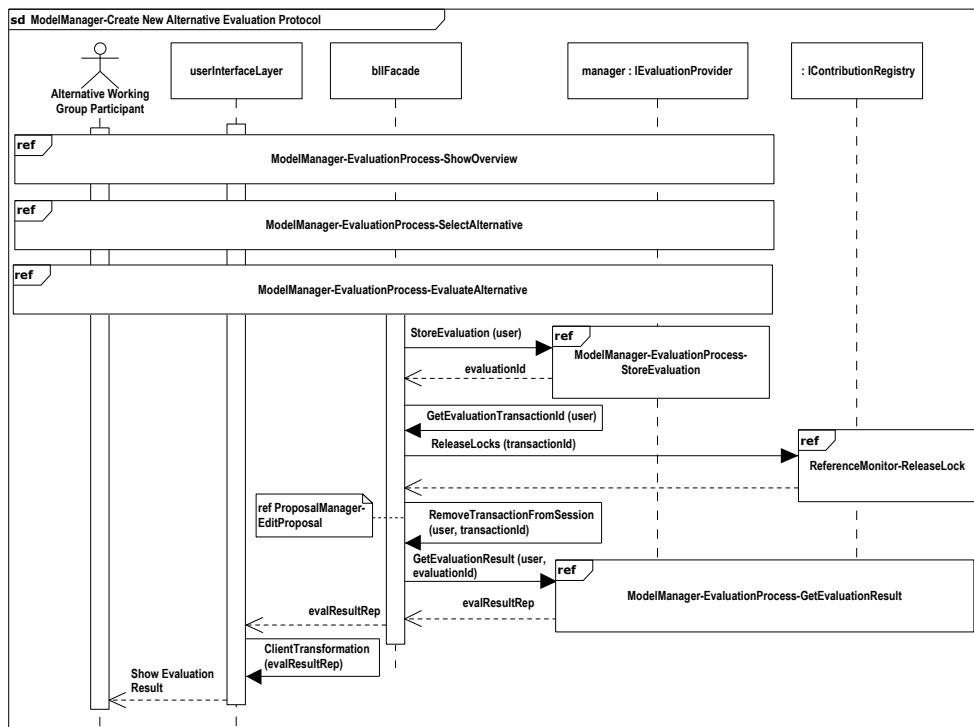 sd ModelManager-Create New Alternative Evaluation Protocol
userInterfaceLayer
bllFacade
manager : IEvaluationProvider
: IContributionRegistry
Alternative Working
Group Participant
ref
ModelManager-EvaluationProcess-ShowOverview
ref
ModelManager-EvaluationProcess-SelectAlternative
ref
ModelManager-EvaluationProcess-EvaluateAlternative
StoreEvaluation (user)
ref
ModelManager-EvaluationProcess-
StoreEvaluation
evaluationId
GetEvaluationTransactionId (user)
ReleaseLocks (transactionId)
ref
ReferenceMonitor-ReleaseLock
ref ProposalManager-
EditProposal
RemoveTransactionFromSession
(user, transactionId)
GetEvaluationResult (user,
evaluationId)
ref
ModelManager-EvaluationProcess-GetEvaluationResult
evalResultRep
evalResultRep
ClientTransformation
(evalResultRep)
Show Evaluation
Result